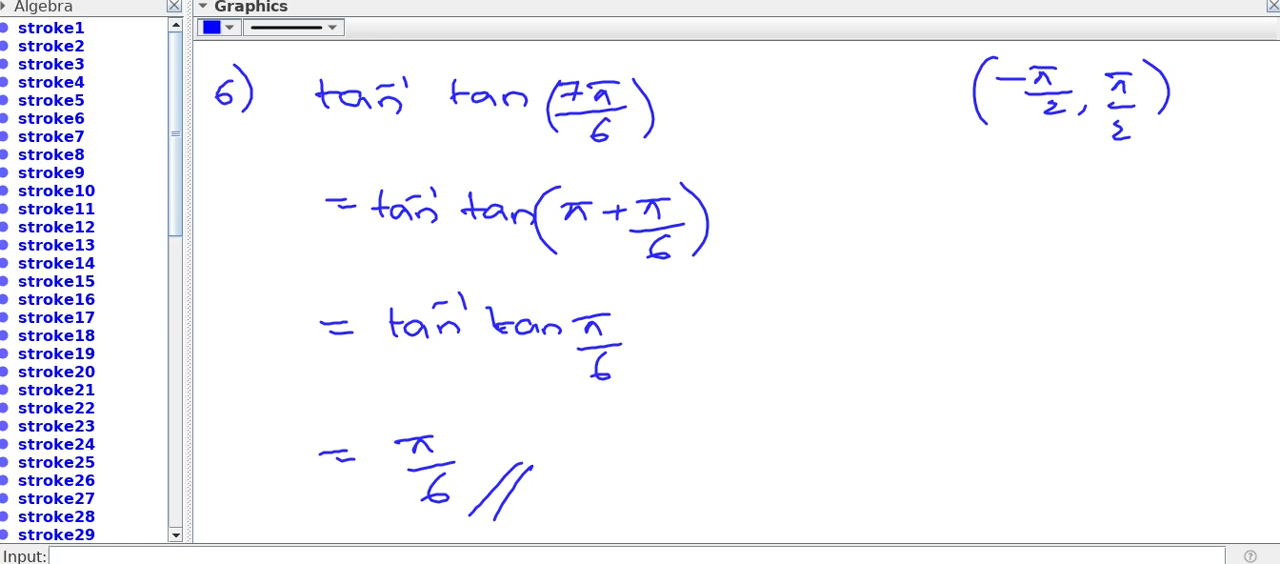 Algebra
Graphics
stroke1
stroke2
stroke3
stroke4
stroke5
stroke6
stroke7
stroke8
stroke9
stroke10
stroke11
stroke12
stroke13
stroke14
stroke15
stroke16
stroke17
stroke18
stroke19
stroke20
stroke21
stroke22
stroke23
stroke24
stroke25
stroke26
stroke27
stroke28
stroke29
6) tan⁻¹ tan (7π/6) (−π/2, π/2)
= tan⁻¹ tan(π + π/6)
= tan⁻¹ tan π/6
= π/6 //
Input: